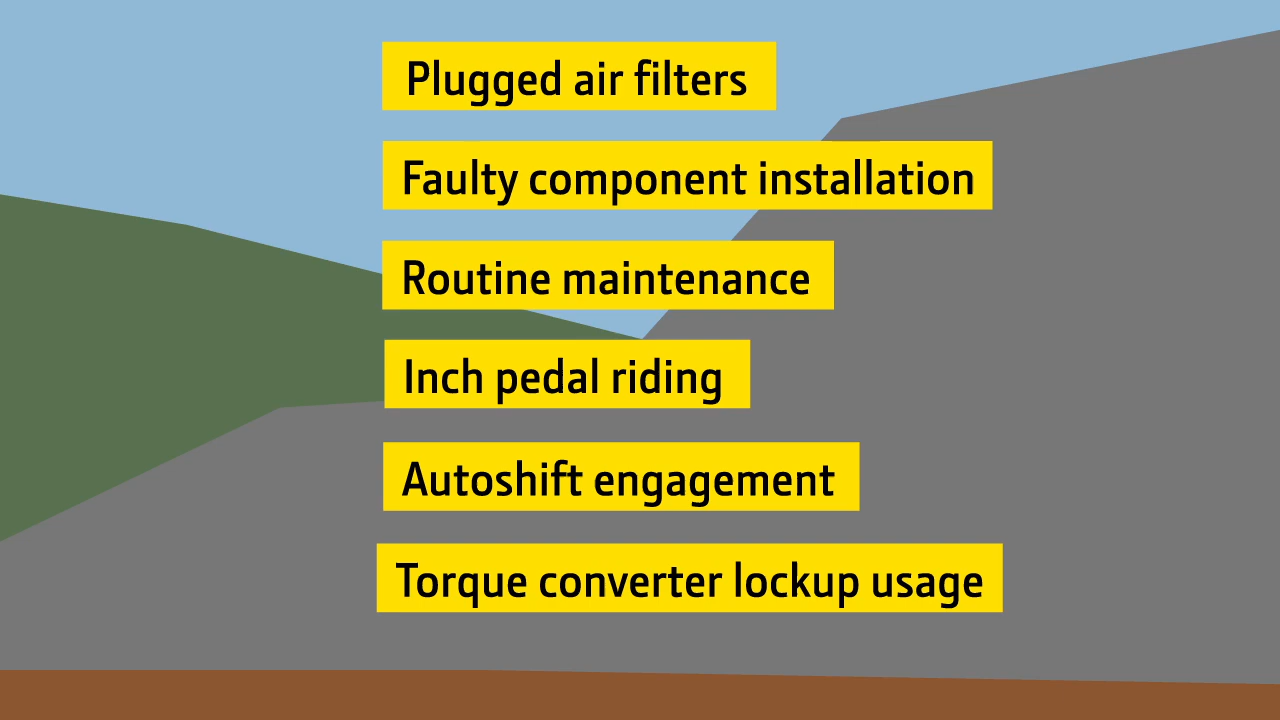 Plugged air filters
Faulty component installation
Routine maintenance
Inch pedal riding
Autoshift engagement
Torque converter lockup usage